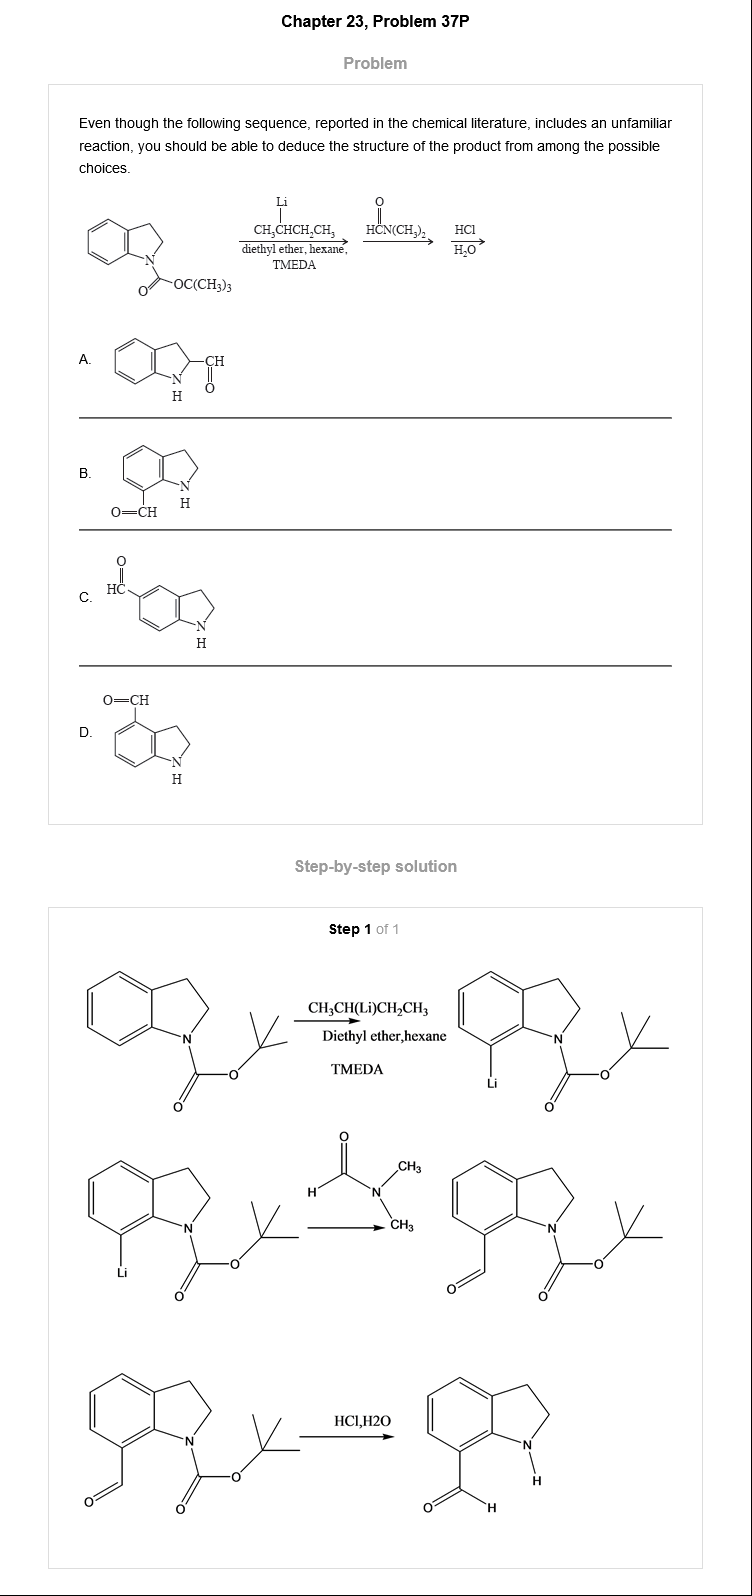 Chapter 23, Problem 37P
Problem
Even though the following sequence, reported in the chemical literature, includes an unfamiliar
reaction, you should be able to deduce the structure of the product from among the possible
choices.
Li
CH₃CHCH₂CH₃
diethyl ether, hexane,
TMEDA
O
HCN(CH₃)₂
HCl
H₂O
N
O
OC(CH₃)₃
A.
CH
O
N
H
B.
N
H
O=CH
C.
O
HC
N
H
D.
O=CH
N
H
Step-by-step solution
Step 1 of 1
CH₃CH(Li)CH₂CH₃
Diethyl ether,hexane
TMEDA
N
O
O
N
Li
O
O
O
H
N
CH₃
CH₃
N
Li
O
O
N
O
O
O
HCl,H2O
N
O
O
O
N
H
O
H